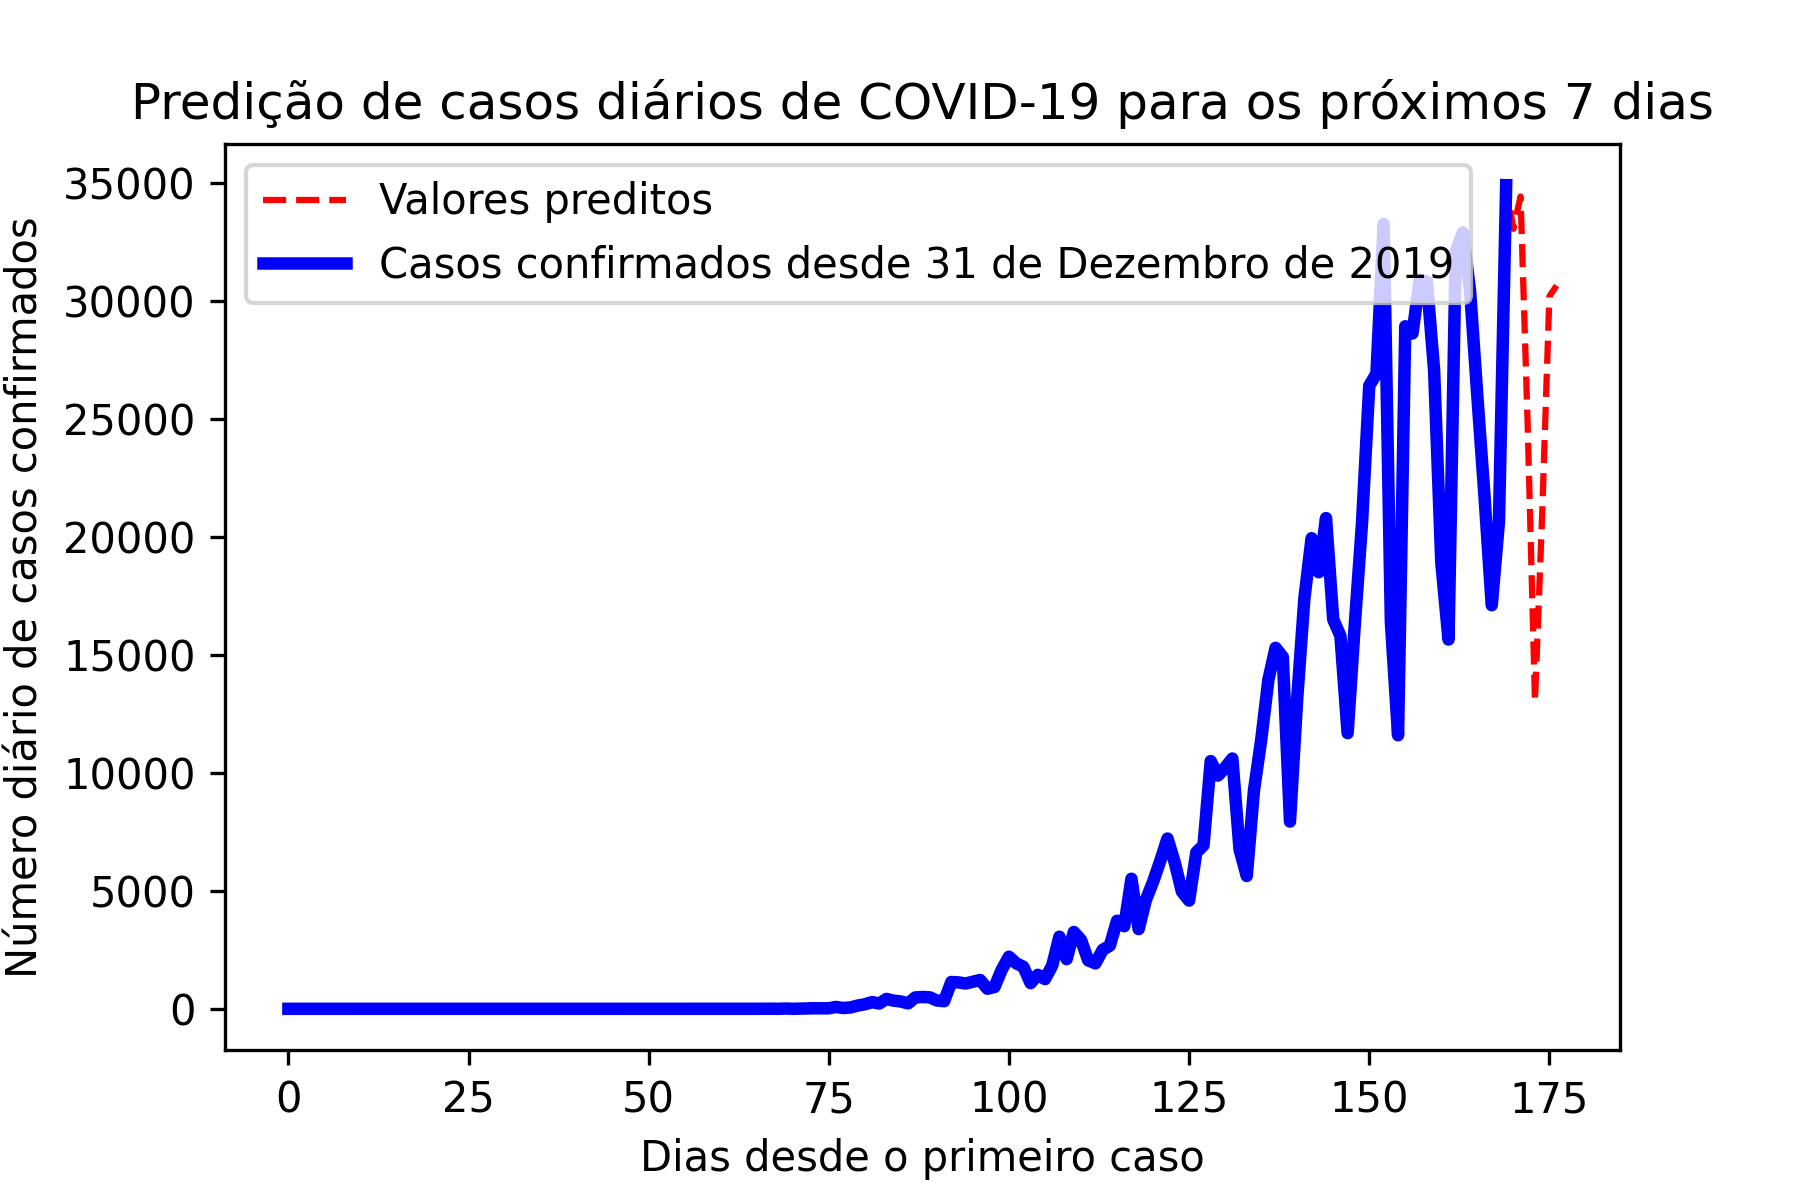 Predição de casos diários de COVID-19 para os próximos 7 dias
Valores preditos
Casos confirmados desde 31 de Dezembro de 2019
Número diário de casos confirmados
35000
30000
25000
20000
15000
10000
5000
0
0 25 50 75 100 125 150 175
Dias desde o primeiro caso